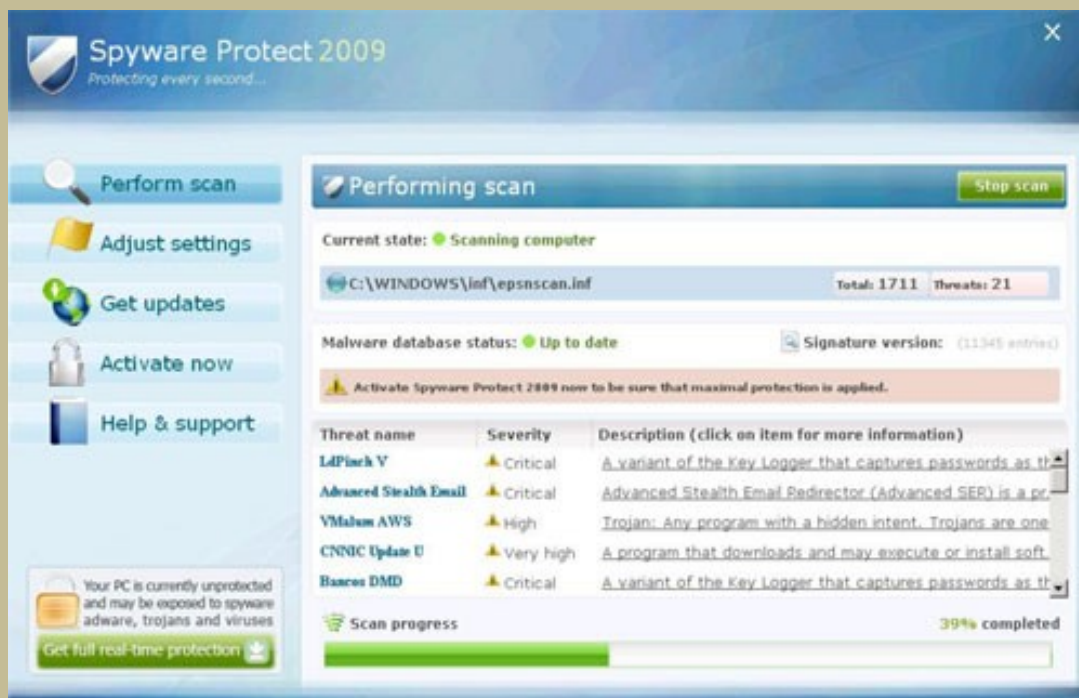 Spyware Protect 2009
Protecting every second...
Perform scan
Adjust settings
Get updates
Activate now
Help & support
Your PC is currently unprotected
and may be exposed to spyware
adware, trojans and viruses
Get full real-time protection
Performing scan
Stop scan
Current state: Scanning computer
C:\WINDOWS\inf\epsnscan.inf Total: 1711 Threats: 21
Malware database status: Up to date Signature version: (11345 entries)
Activate Spyware Protect 2009 now to be sure that maximal protection is applied.
Threat name Severity Description (click on item for more information)
LdPinch V Critical A variant of the Key Logger that captures passwords as th
Advanced Stealth Email Critical Advanced Stealth Email Redirector (Advanced SER) is a pr.
VMalum AWS High Trojan: Any program with a hidden intent. Trojans are one
CNNIC Update U Very high A program that downloads and may execute or install soft.
Bancos DMD Critical A variant of the Key Logger that captures passwords as th
Scan progress 39% completed